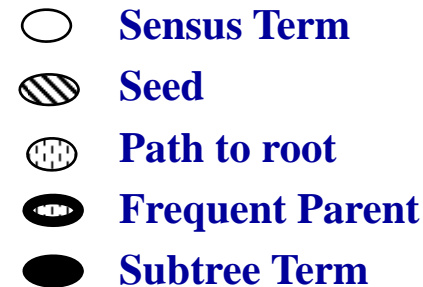 Sensus Term
Seed
Path to root
Frequent Parent
Subtree Term